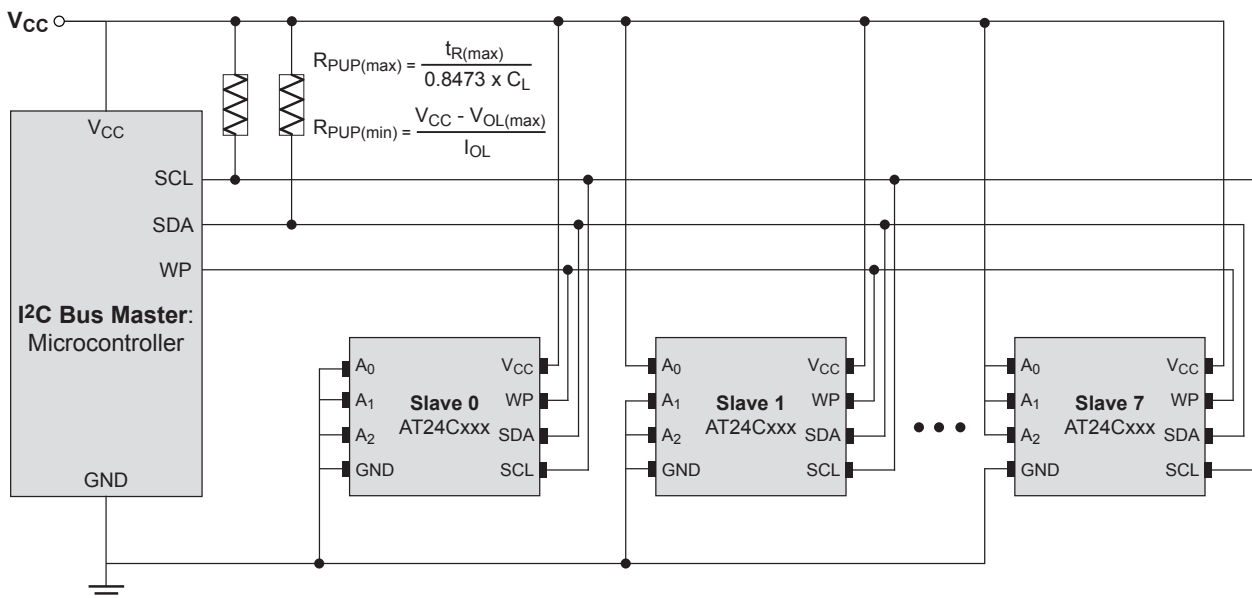 VCC
RPUP(max) = tR(max) / 0.8473 x CL
RPUP(min) = VCC - VOL(max) / IOL
VCC
SCL
SDA
WP
I²C Bus Master:
Microcontroller
GND
A0
A1
A2
GND
Slave 0
AT24Cxxx
VCC
WP
SDA
SCL
A0
A1
A2
GND
Slave 1
AT24Cxxx
VCC
WP
SDA
SCL
A0
A1
A2
GND
Slave 7
AT24Cxxx
VCC
WP
SDA
SCL